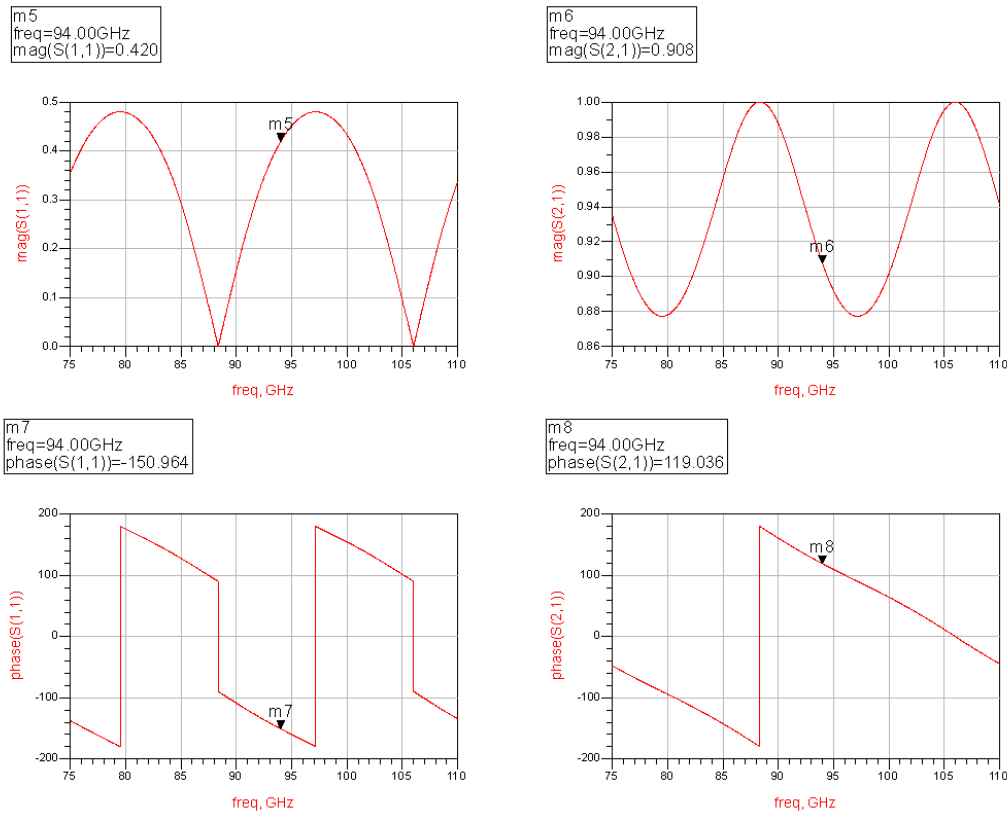 m5
freq=94.00GHz
mag(S(1,1))=0.420
m6
freq=94.00GHz
mag(S(2,1))=0.908
0.5
0.4
0.3
0.2
0.1
0.0
mag(S(1,1))
m5
75
80
85
90
95
100
105
110
freq, GHz
1.00
0.98
0.96
0.94
0.92
0.90
0.88
0.86
mag(S(2,1))
m6
75
80
85
90
95
100
105
110
freq, GHz
m7
freq=94.00GHz
phase(S(1,1))=-150.964
m8
freq=94.00GHz
phase(S(2,1))=119.036
200
100
0
-100
-200
phase(S(1,1))
m7
75
80
85
90
95
100
105
110
freq, GHz
200
100
0
-100
-200
phase(S(2,1))
m8
75
80
85
90
95
100
105
110
freq, GHz